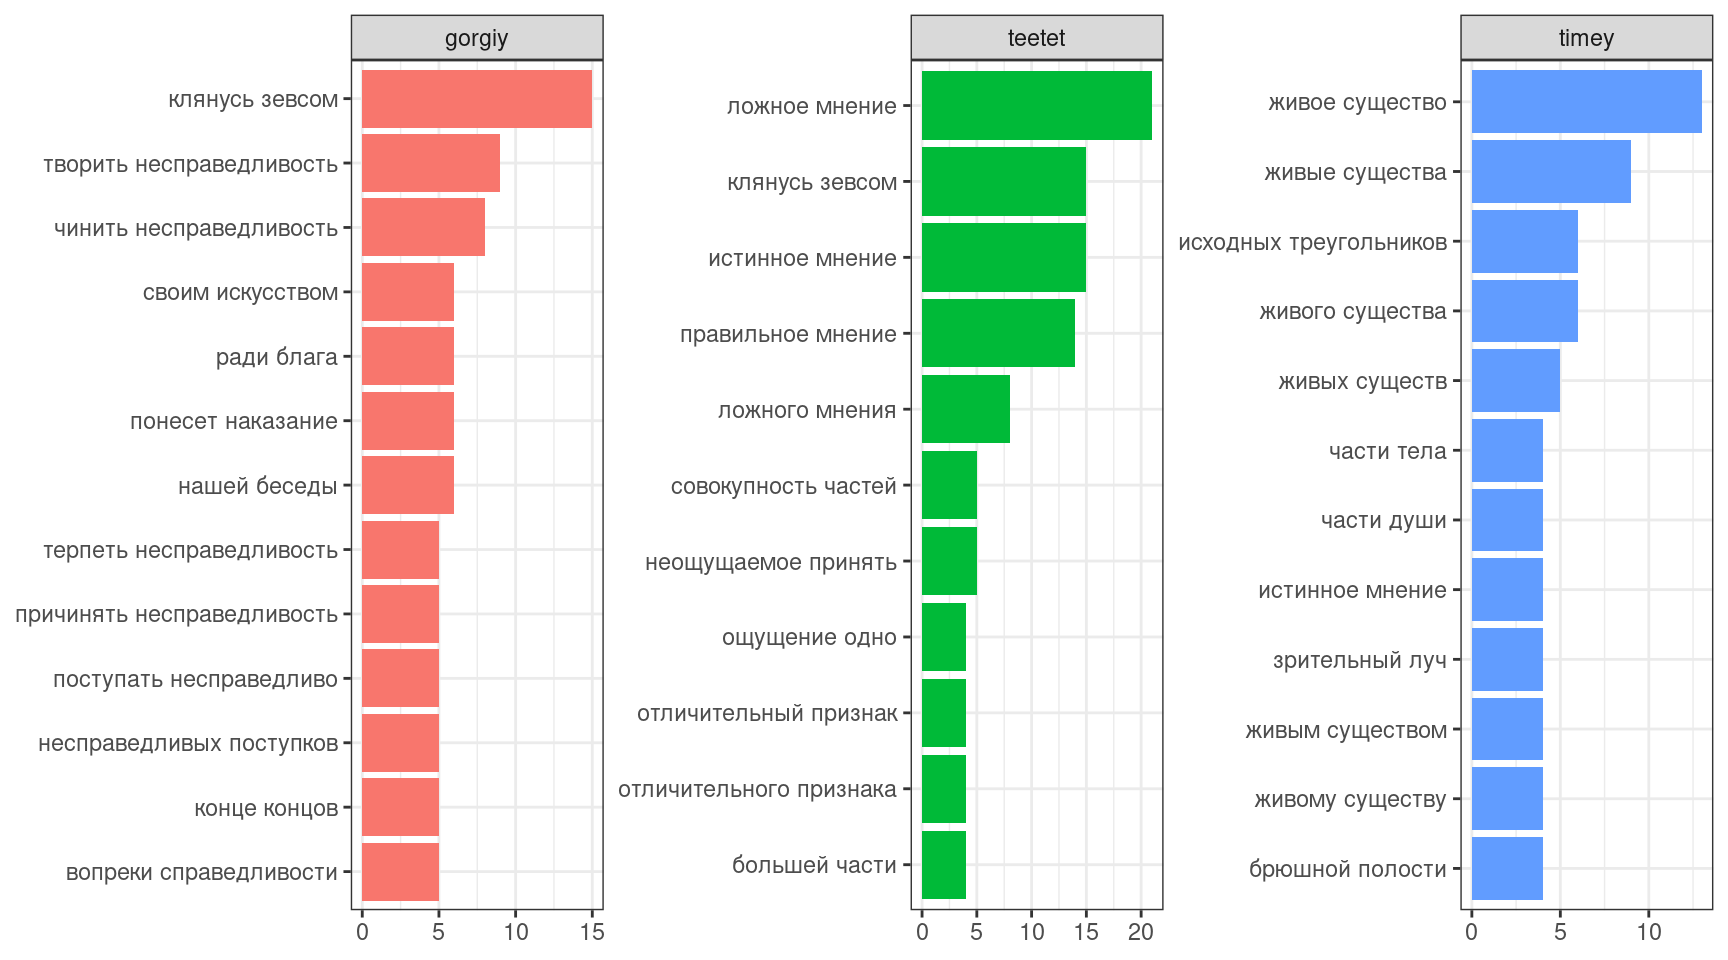 gorgiy
клянусь зевсом
творить несправедливость
чинить несправедливость
своим искусством
ради блага
понесет наказание
нашей беседы
терпеть несправедливость
причинять несправедливость
поступать несправедливо
несправедливых поступков
конце концов
вопреки справедливости
0 5 10 15
teetet
ложное мнение
клянусь зевсом
истинное мнение
правильное мнение
ложного мнения
совокупность частей
неощущаемое принять
ощущение одно
отличительный признак
отличительного признака
большей части
0 5 10 15 20
timey
живое существо
живые существа
исходных треугольников
живого существа
живых существ
части тела
части души
истинное мнение
зрительный луч
живым существом
живому существу
брюшной полости
0 5 10